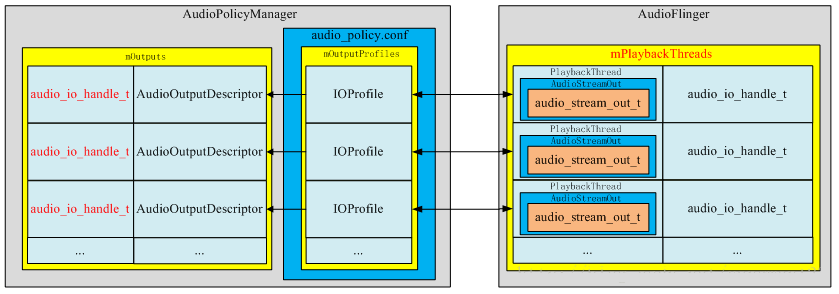 AudioPolicyManager
AudioFlinger
audio_policy.conf
mOutputs
mOutputProfiles
mPlaybackThreads
audio_io_handle_t AudioOutputDescriptor IOProfile
PlaybackThread
AudioStreamOut
audio_stream_out_t
audio_io_handle_t
audio_io_handle_t AudioOutputDescriptor IOProfile
PlaybackThread
AudioStreamOut
audio_stream_out_t
audio_io_handle_t
audio_io_handle_t AudioOutputDescriptor IOProfile
PlaybackThread
AudioStreamOut
audio_stream_out_t
audio_io_handle_t
... ... ... ... ...